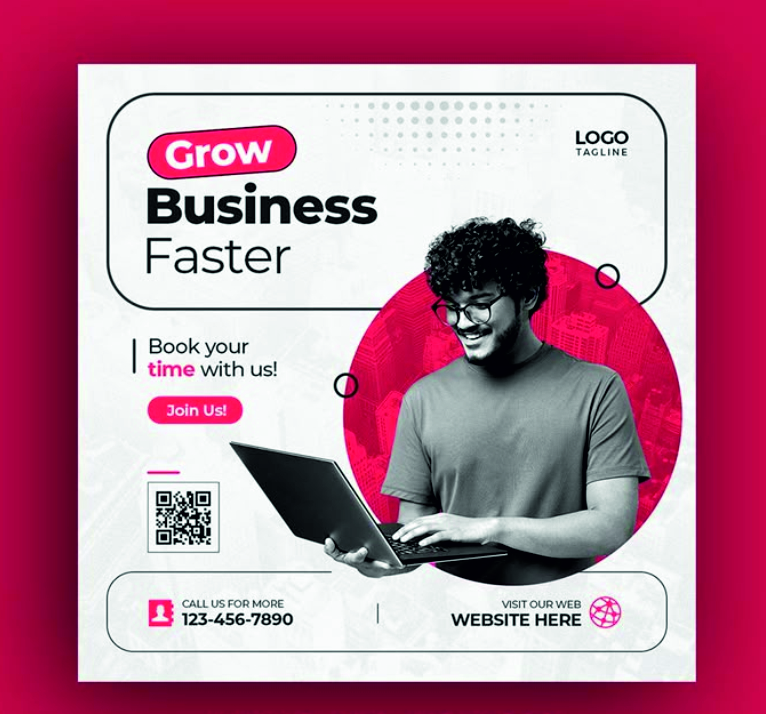 Grow
Business
Faster
LOGO
TAGLINE
Book your
time with us!
Join Us!
CALL US FOR MORE
123-456-7890
VISIT OUR WEB
WEBSITE HERE